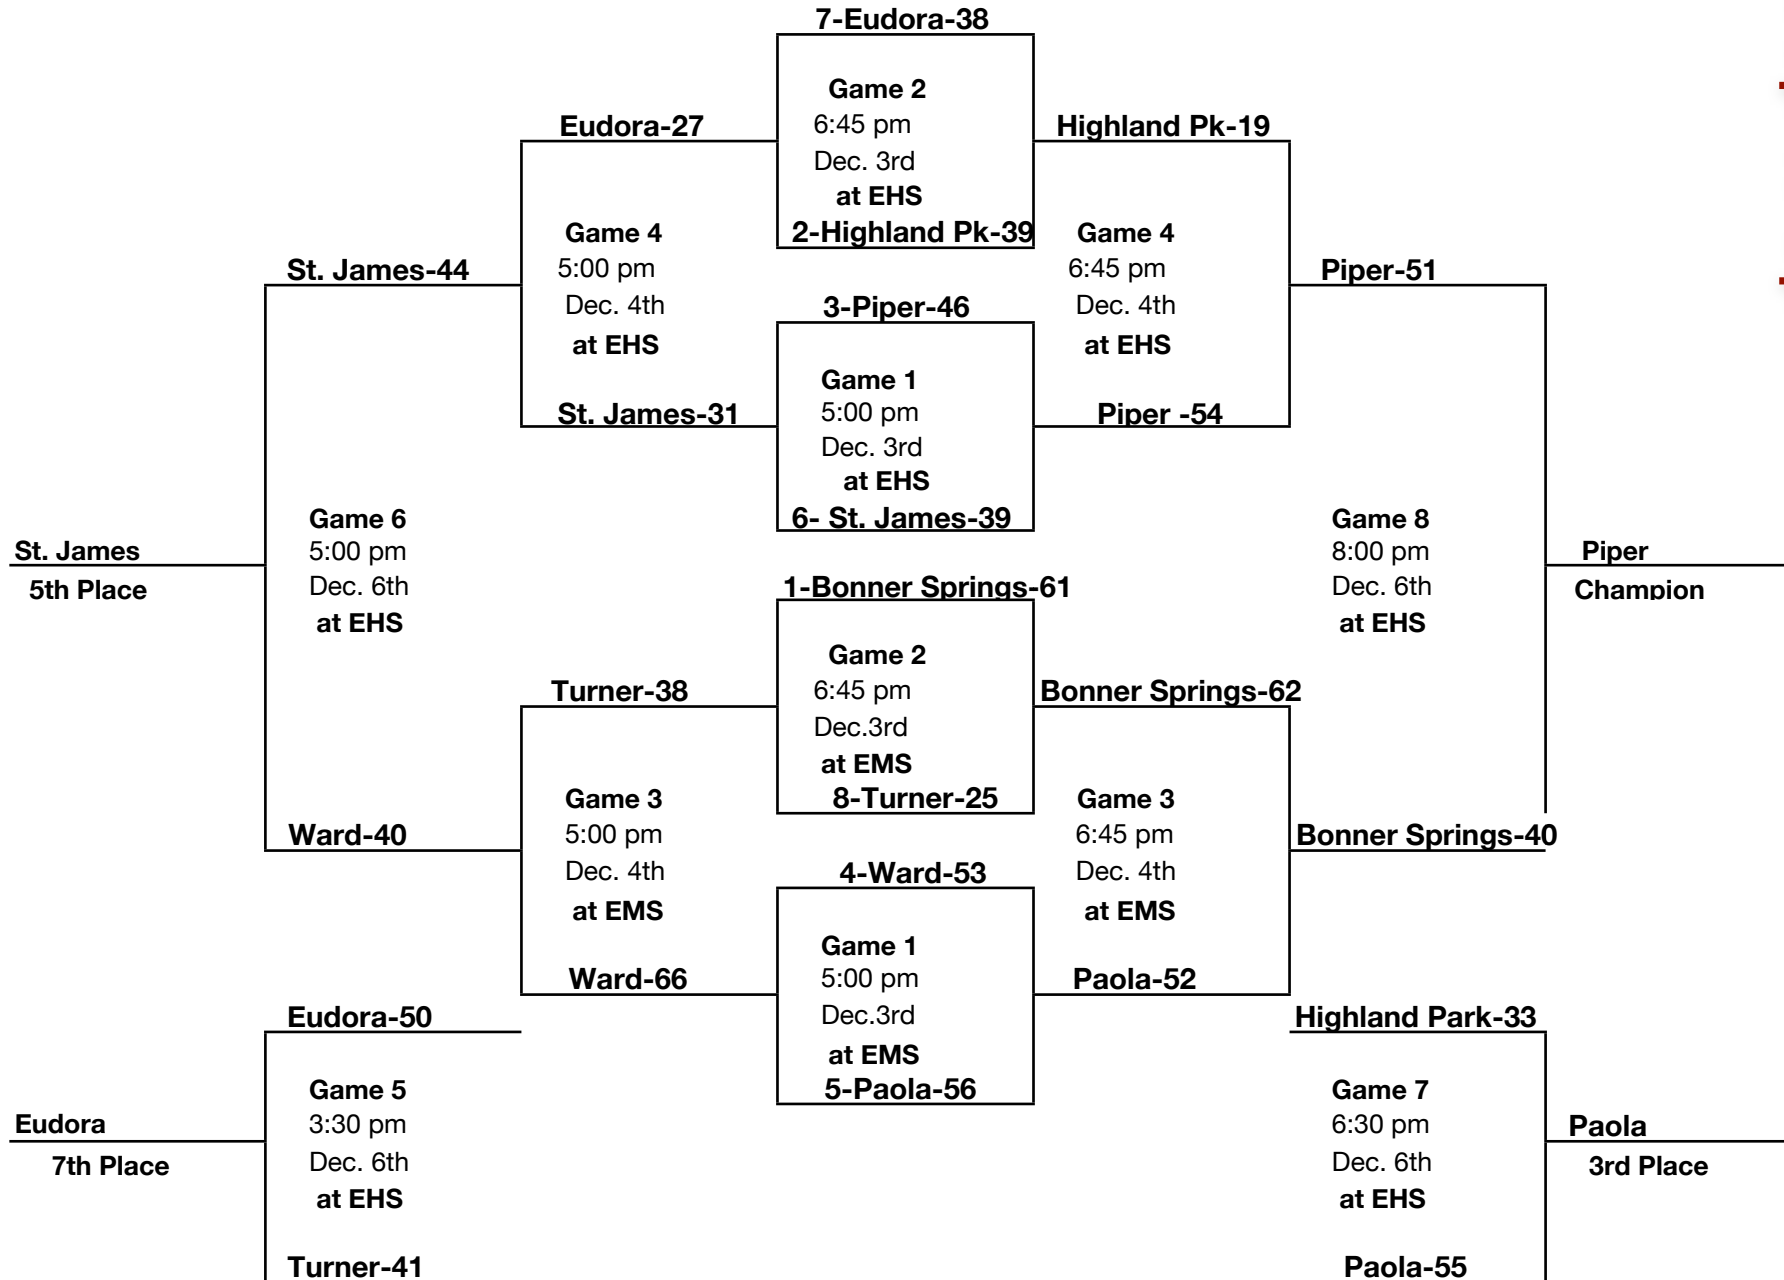 7-Eudora-38
Game 2
6:45 pm
Dec. 3rd
at EHS
2-Highland Pk-39
Eudora-27
Highland Pk-19
Game 4
5:00 pm
Dec. 4th
at EHS
Game 4
6:45 pm
Dec. 4th
at EHS
St. James-44
Piper-51
3-Piper-46
Game 1
5:00 pm
Dec. 3rd
at EHS
6- St. James-39
St. James-31
Piper -54
Game 6
5:00 pm
Dec. 6th
at EHS
St. James
5th Place
Game 8
8:00 pm
Dec. 6th
at EHS
Piper
Champion
1-Bonner Springs-61
Game 2
6:45 pm
Dec.3rd
at EMS
8-Turner-25
Turner-38
Bonner Springs-62
Game 3
5:00 pm
Dec. 4th
at EMS
Game 3
6:45 pm
Dec. 4th
at EMS
Ward-40
Bonner Springs-40
4-Ward-53
Game 1
5:00 pm
Dec.3rd
at EMS
5-Paola-56
Ward-66
Paola-52
Eudora-50
Highland Park-33
Game 5
3:30 pm
Dec. 6th
at EHS
Eudora
7th Place
Turner-41
Game 7
6:30 pm
Dec. 6th
at EHS
Paola
3rd Place
Paola-55